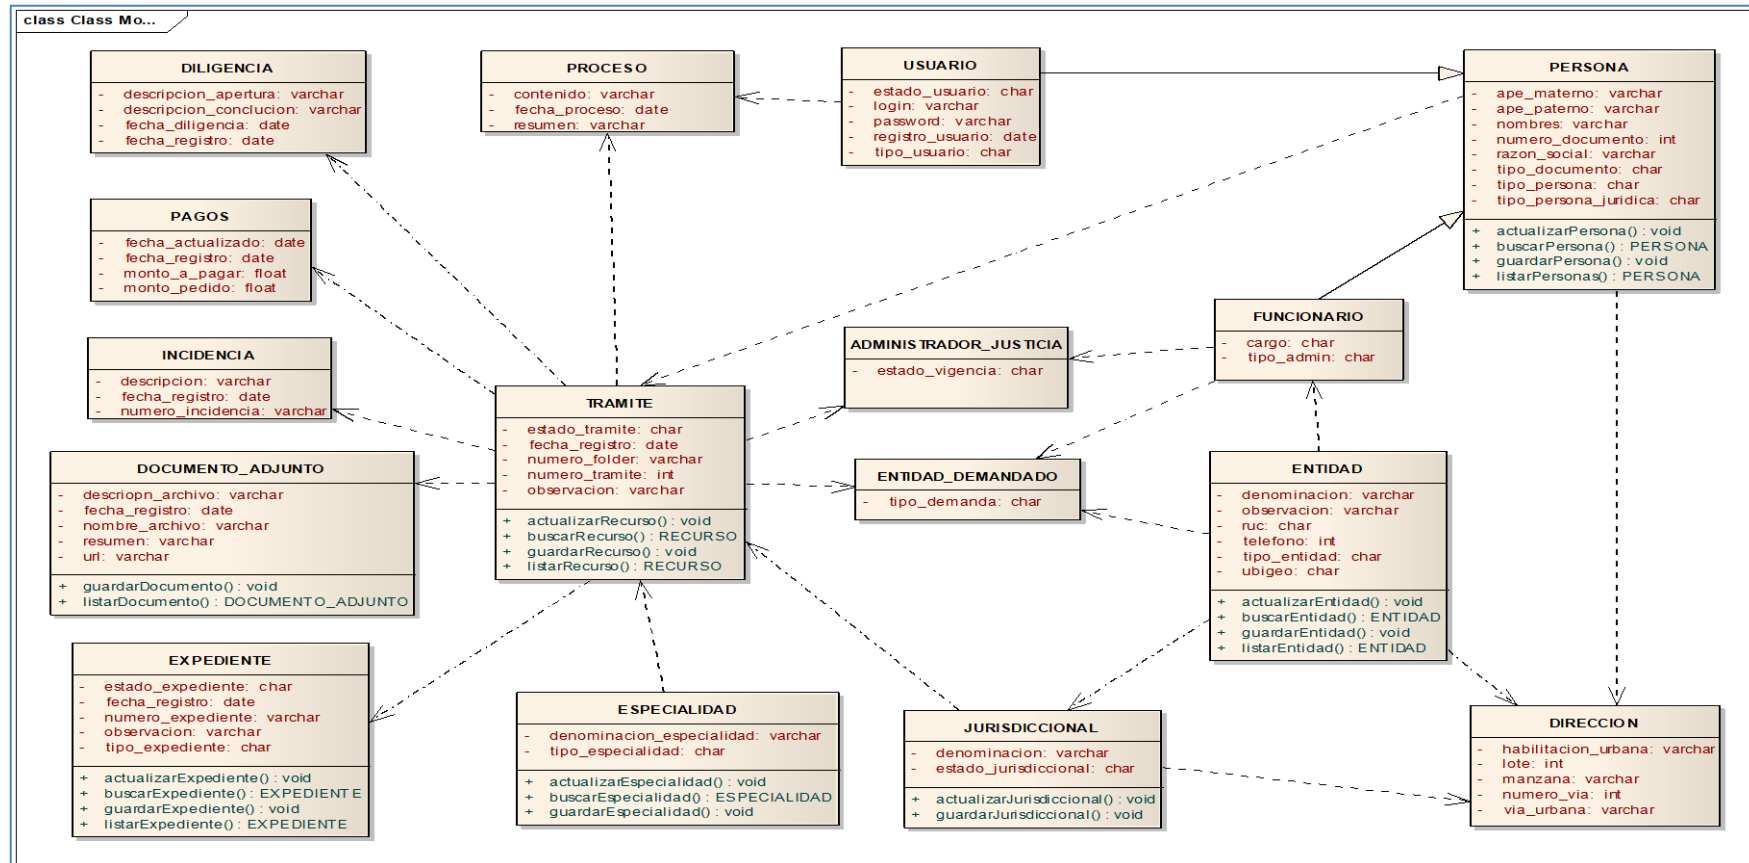 class Class Mo...
DILIGENCIA
- descripcion_apertura: varchar
- descripcion_conclucion: varchar
- fecha_diligencia: date
- fecha_registro: date
PROCESO
- contenido: varchar
- fecha_proceso: date
- resumen: varchar
USUARIO
- estado_usuario: char
- login: varchar
- password: varchar
- registro_usuario: date
- tipo_usuario: char
PERSONA
- ape_materno: varchar
- ape_paterno: varchar
- nombres: varchar
- numero_documento: int
- razon_social: varchar
- tipo_documento: char
- tipo_persona: char
- tipo_persona_juridica: char
+ actualizarPersona() : void
+ buscarPersona() : PERSONA
+ guardarPersona() : void
+ listarPersonas() : PERSONA
PAGOS
- fecha_actualizado: date
- fecha_registro: date
- monto_a_pagar: float
- monto_pedido: float
INCIDENCIA
- descripcion: varchar
- fecha_registro: date
- numero_incidencia: varchar
ADMINISTRADOR_JUSTICIA
- estado_vigencia: char
FUNCIONARIO
- cargo: char
- tipo_admin: char
TRAMITE
- estado_tramite: char
- fecha_registro: date
- numero_folder: varchar
- numero_tramite: int
- observacion: varchar
+ actualizarRecurso() : void
+ buscarRecurso() : RECURSO
+ guardarRecurso() : void
+ listarRecurso() : RECURSO
DOCUMENTO_ADJUNTO
- descriopn_archivo: varchar
- fecha_registro: date
- nombre_archivo: varchar
- resumen: varchar
- url: varchar
+ guardarDocumento() : void
+ listarDocumento() : DOCUMENTO_ADJUNTO
ENTIDAD_DEMANDADO
- tipo_demanda: char
ENTIDAD
- denominacion: varchar
- observacion: varchar
- ruc: char
- telefono: int
- tipo_entidad: char
- ubigeo: char
+ actualizarEntidad() : void
+ buscarEntidad() : ENTIDAD
+ guardarEntidad() : void
+ listarEntidad() : ENTIDAD
EXPEDIENTE
- estado_expediente: char
- fecha_registro: date
- numero_expediente: varchar
- observacion: varchar
- tipo_expediente: char
+ actualizarExpediente() : void
+ buscarExpediente() : EXPEDIENTE
+ guardarExpediente() : void
+ listarExpediente() : EXPEDIENTE
ESPECIALIDAD
- denominacion_especialidad: varchar
- tipo_especialidad: char
+ actualizarEspecialidad() : void
+ buscarEspecialidad() : ESPECIALIDAD
+ guardarEspecialidad() : void
JURISDICCIONAL
- denominacion: varchar
- estado_jurisdiccional: char
+ actualizarJurisdiccional() : void
+ guardarJurisdiccional() : void
DIRECCION
- habilitacion_urbana: varchar
- lote: int
- manzana: varchar
- numero_via: int
- via_urbana: varchar